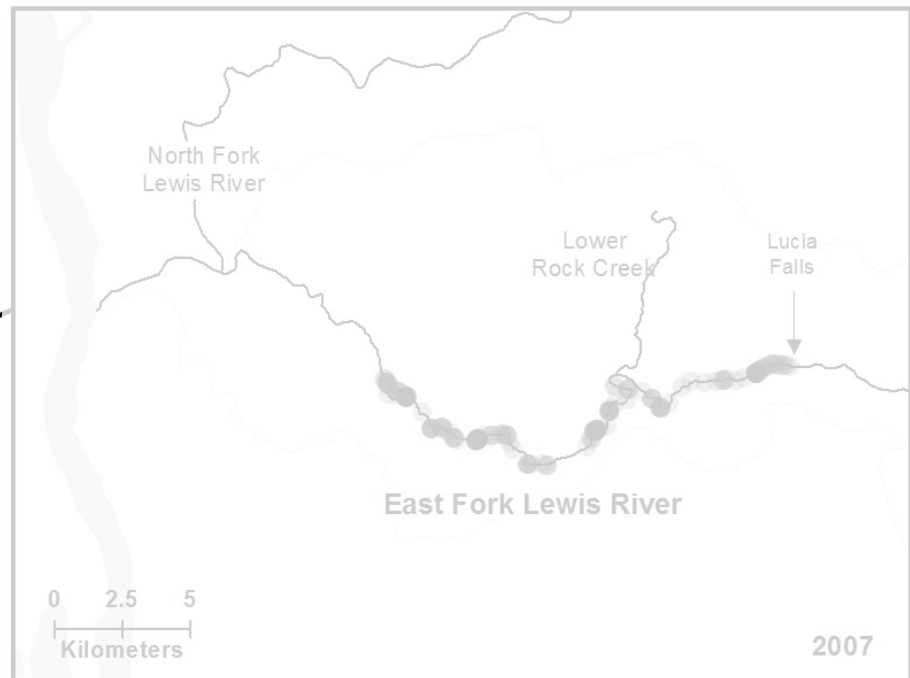 North Fork
Lewis River
Lower
Rock Creek
Lucia
Falls
East Fork Lewis River
0 2.5 5
Kilometers
2007